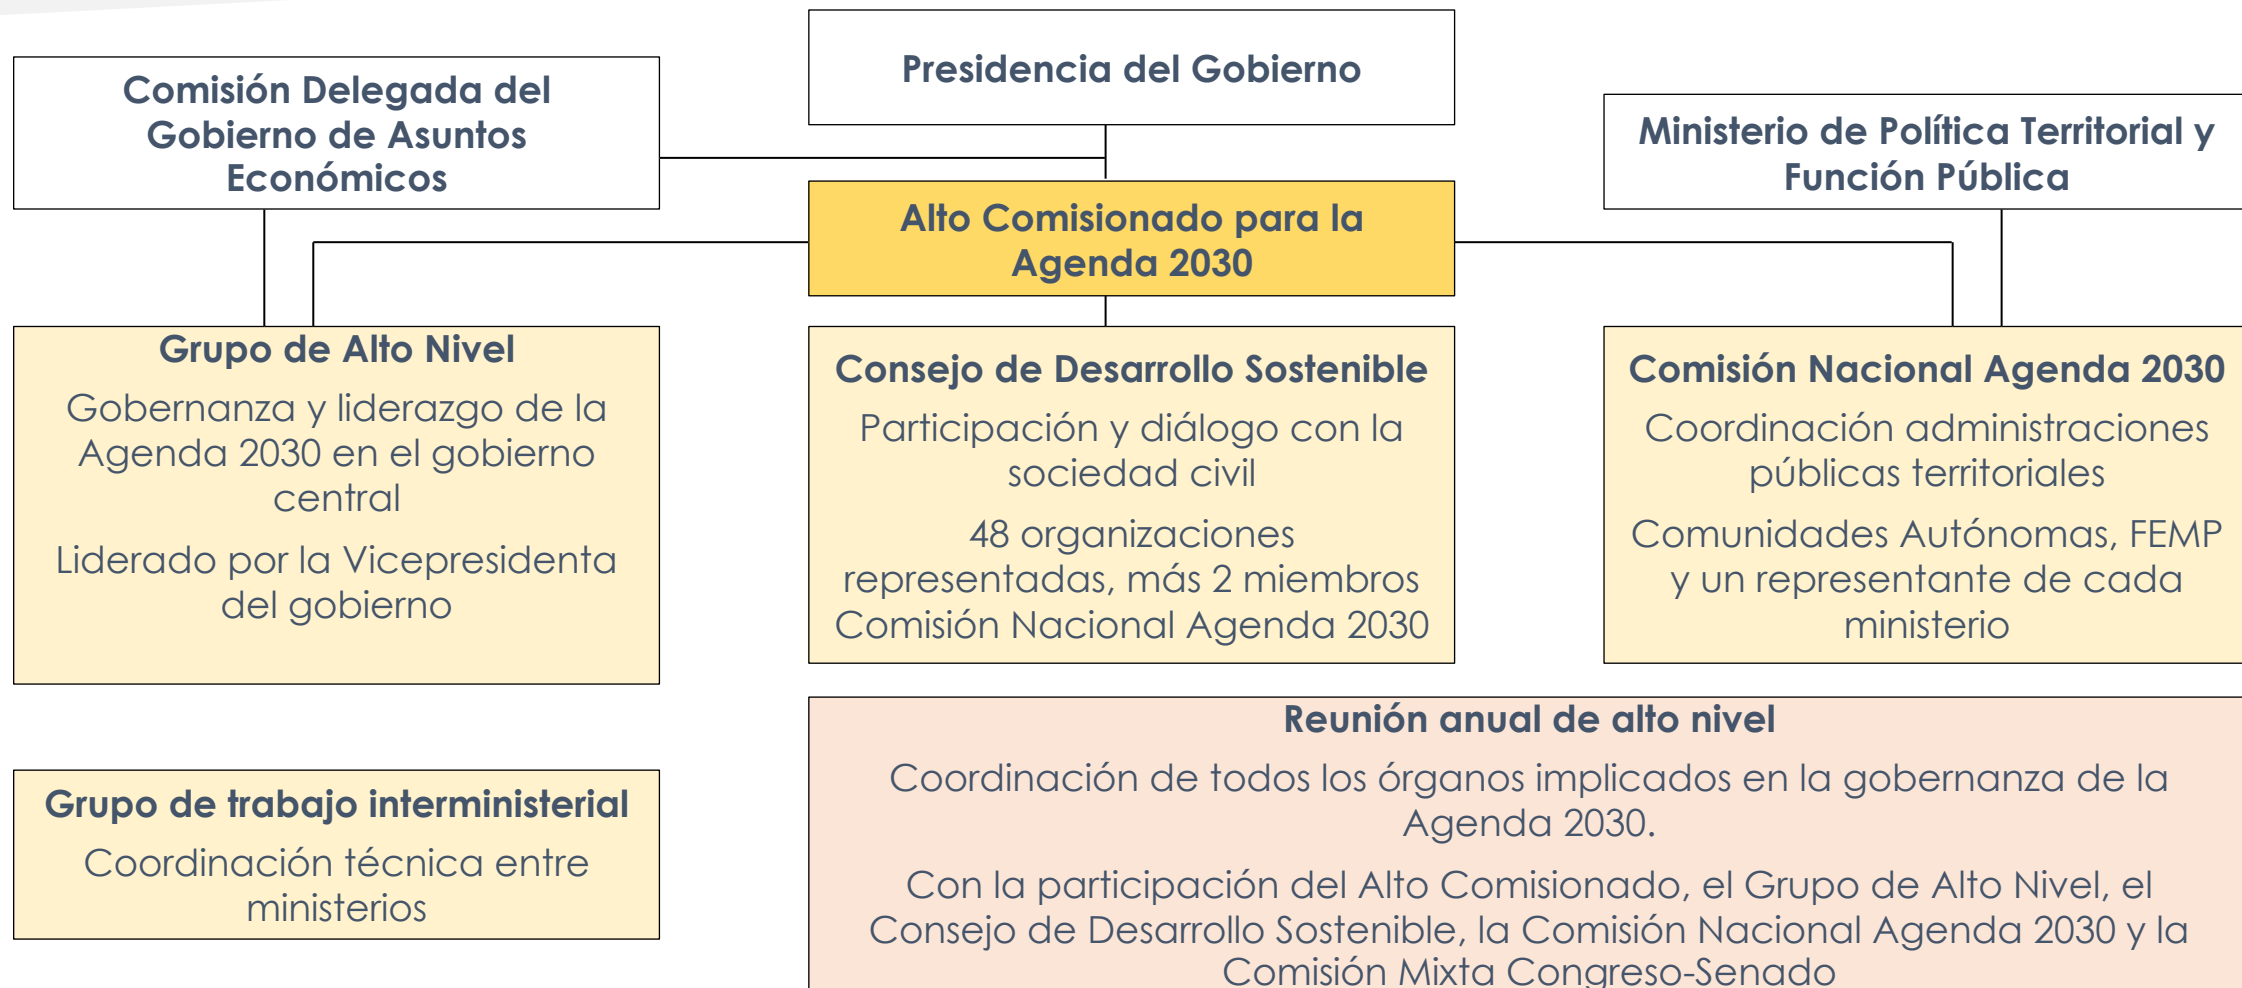 Presidencia del Gobierno
Comisión Delegada del
Gobierno de Asuntos
Económicos
Ministerio de Política Territorial y
Función Pública
Alto Comisionado para la
Agenda 2030
Grupo de Alto Nivel
Gobernanza y liderazgo de la
Agenda 2030 en el gobierno
central
Liderado por la Vicepresidenta
del gobierno
Consejo de Desarrollo Sostenible
Participación y diálogo con la
sociedad civil
48 organizaciones
representadas, más 2 miembros
Comisión Nacional Agenda 2030
Comisión Nacional Agenda 2030
Coordinación administraciones
públicas territoriales
Comunidades Autónomas, FEMP
y un representante de cada
ministerio
Grupo de trabajo interministerial
Coordinación técnica entre
ministerios
Reunión anual de alto nivel
Coordinación de todos los órganos implicados en la gobernanza de la
Agenda 2030.
Con la participación del Alto Comisionado, el Grupo de Alto Nivel, el
Consejo de Desarrollo Sostenible, la Comisión Nacional Agenda 2030 y la
Comisión Mixta Congreso-Senado